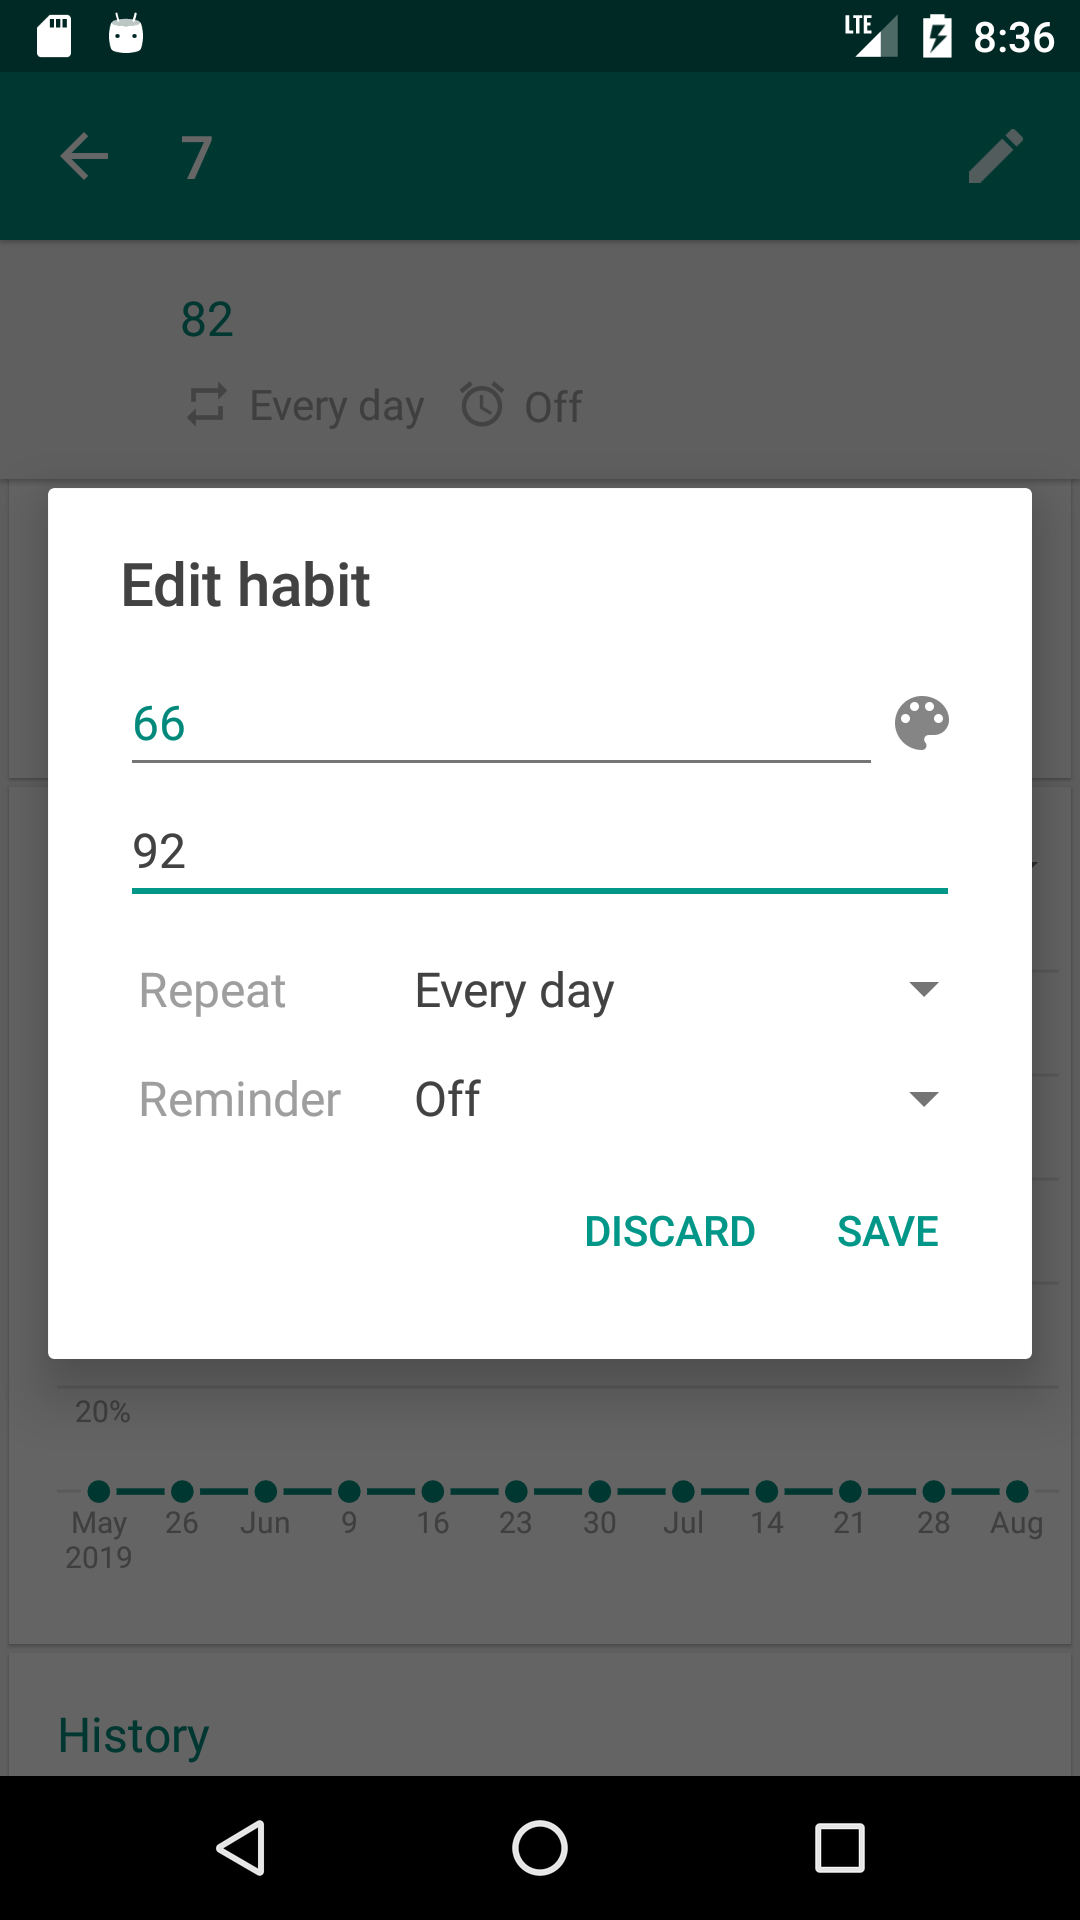 LTE 8:36
7
82
Every day Off
Edit habit
66
92
Repeat Every day
Reminder Off
DISCARD SAVE
20%
May 26 Jun 9 16 23 30 Jul 14 21 28 Aug
2019
History